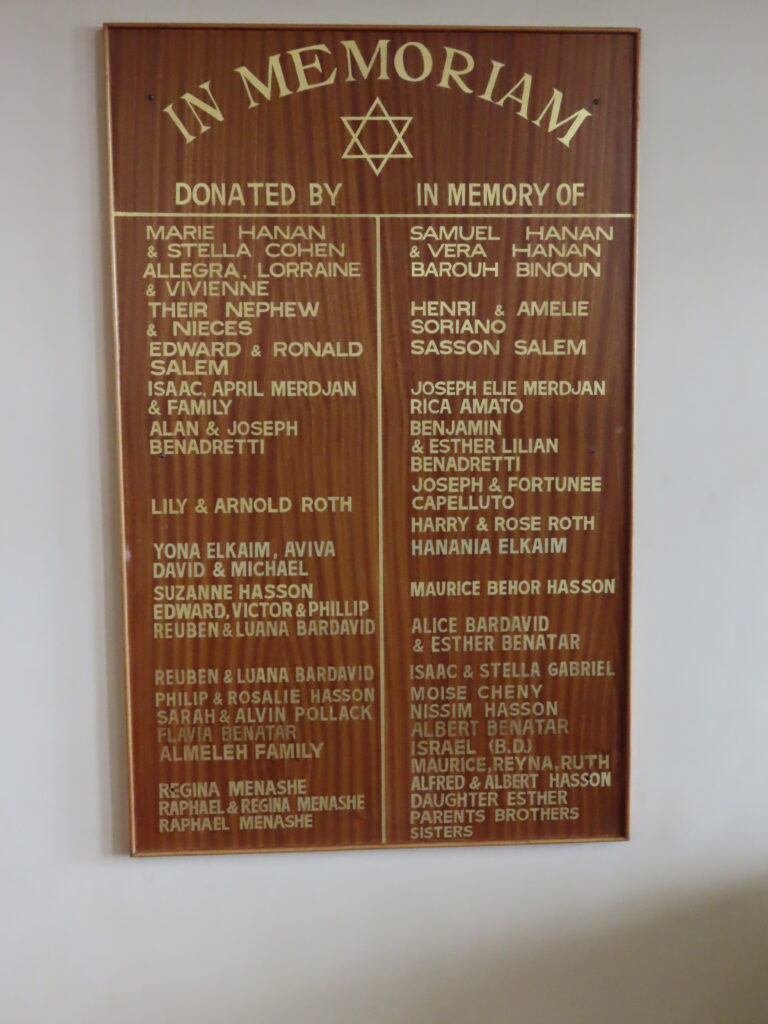 IN MEMORIAM
DONATED BY
MARIE HANAN
& STELLA COHEN
ALLEGRA, LORRAINE
& VIVIENNE
THEIR NEPHEW
& NIECES
EDWARD & RONALD
SALEM
ISAAC, APRIL MERDJAN
& FAMILY
ALAN & JOSEPH
BENADRETTI
LILY & ARNOLD ROTH
YONA ELKAIM, AVIVA
DAVID & MICHAEL
SUZANNE HASSON
EDWARD, VICTOR & PHILLIP
REUBEN & LUANA BARDAVID
REUBEN & LUANA BARDAVID
PHILIP & ROSALIE HASSON
SARAH & ALVIN POLLACK
FLAVIA BENATAR
ALMELEH FAMILY
REGINA MENASHE
RAPHAEL & REGINA MENASHE
RAPHAEL MENASHE
IN MEMORY OF
SAMUEL HANAN
& VERA HANAN
BAROUH BINOUN
HENRI & AMELIE
SORIANO
SASSON SALEM
JOSEPH ELIE MERDJAN
RICA AMATO
BENJAMIN
& ESTHER LILIAN
BENADRETTI
JOSEPH & FORTUNEE
CAPELLUTO
HARRY & ROSE ROTH
HANANIA ELKAIM
MAURICE BEHOR HASSON
ALICE BARDAVID
& ESTHER BENATAR
ISAAC & STELLA GABRIEL
MOISE CHENY
NISSIM HASSON
ALBERT BENATAR
ISRAEL (B.D.)
MAURICE, REYNA, RUTH
ALFRED & ALBERT HASSON
DAUGHTER ESTHER
PARENTS BROTHERS
SISTERS